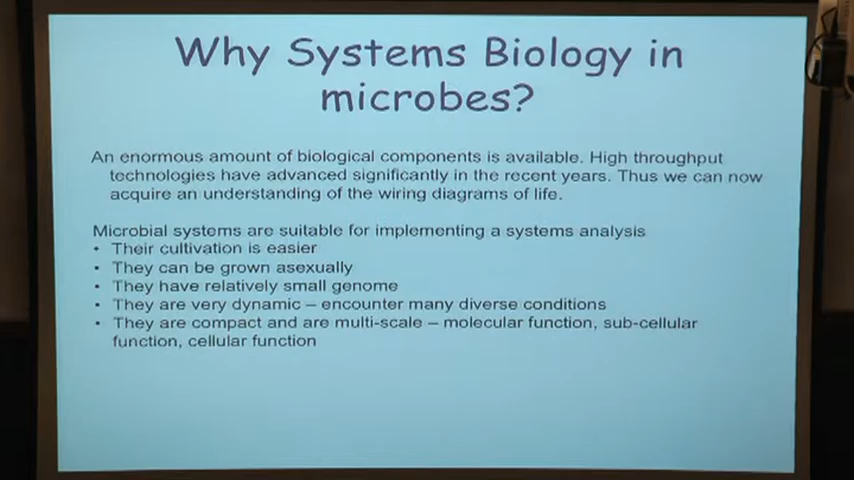 Why Systems Biology in
microbes?
An enormous amount of biological components is available. High throughput
technologies have advanced significantly in the recent years. Thus we can now
acquire an understanding of the wiring diagrams of life.
Microbial systems are suitable for implementing a systems analysis
• Their cultivation is easier
• They can be grown asexually
• They have relatively small genome
• They are very dynamic – encounter many diverse conditions
• They are compact and are multi-scale – molecular function, sub-cellular
function, cellular function